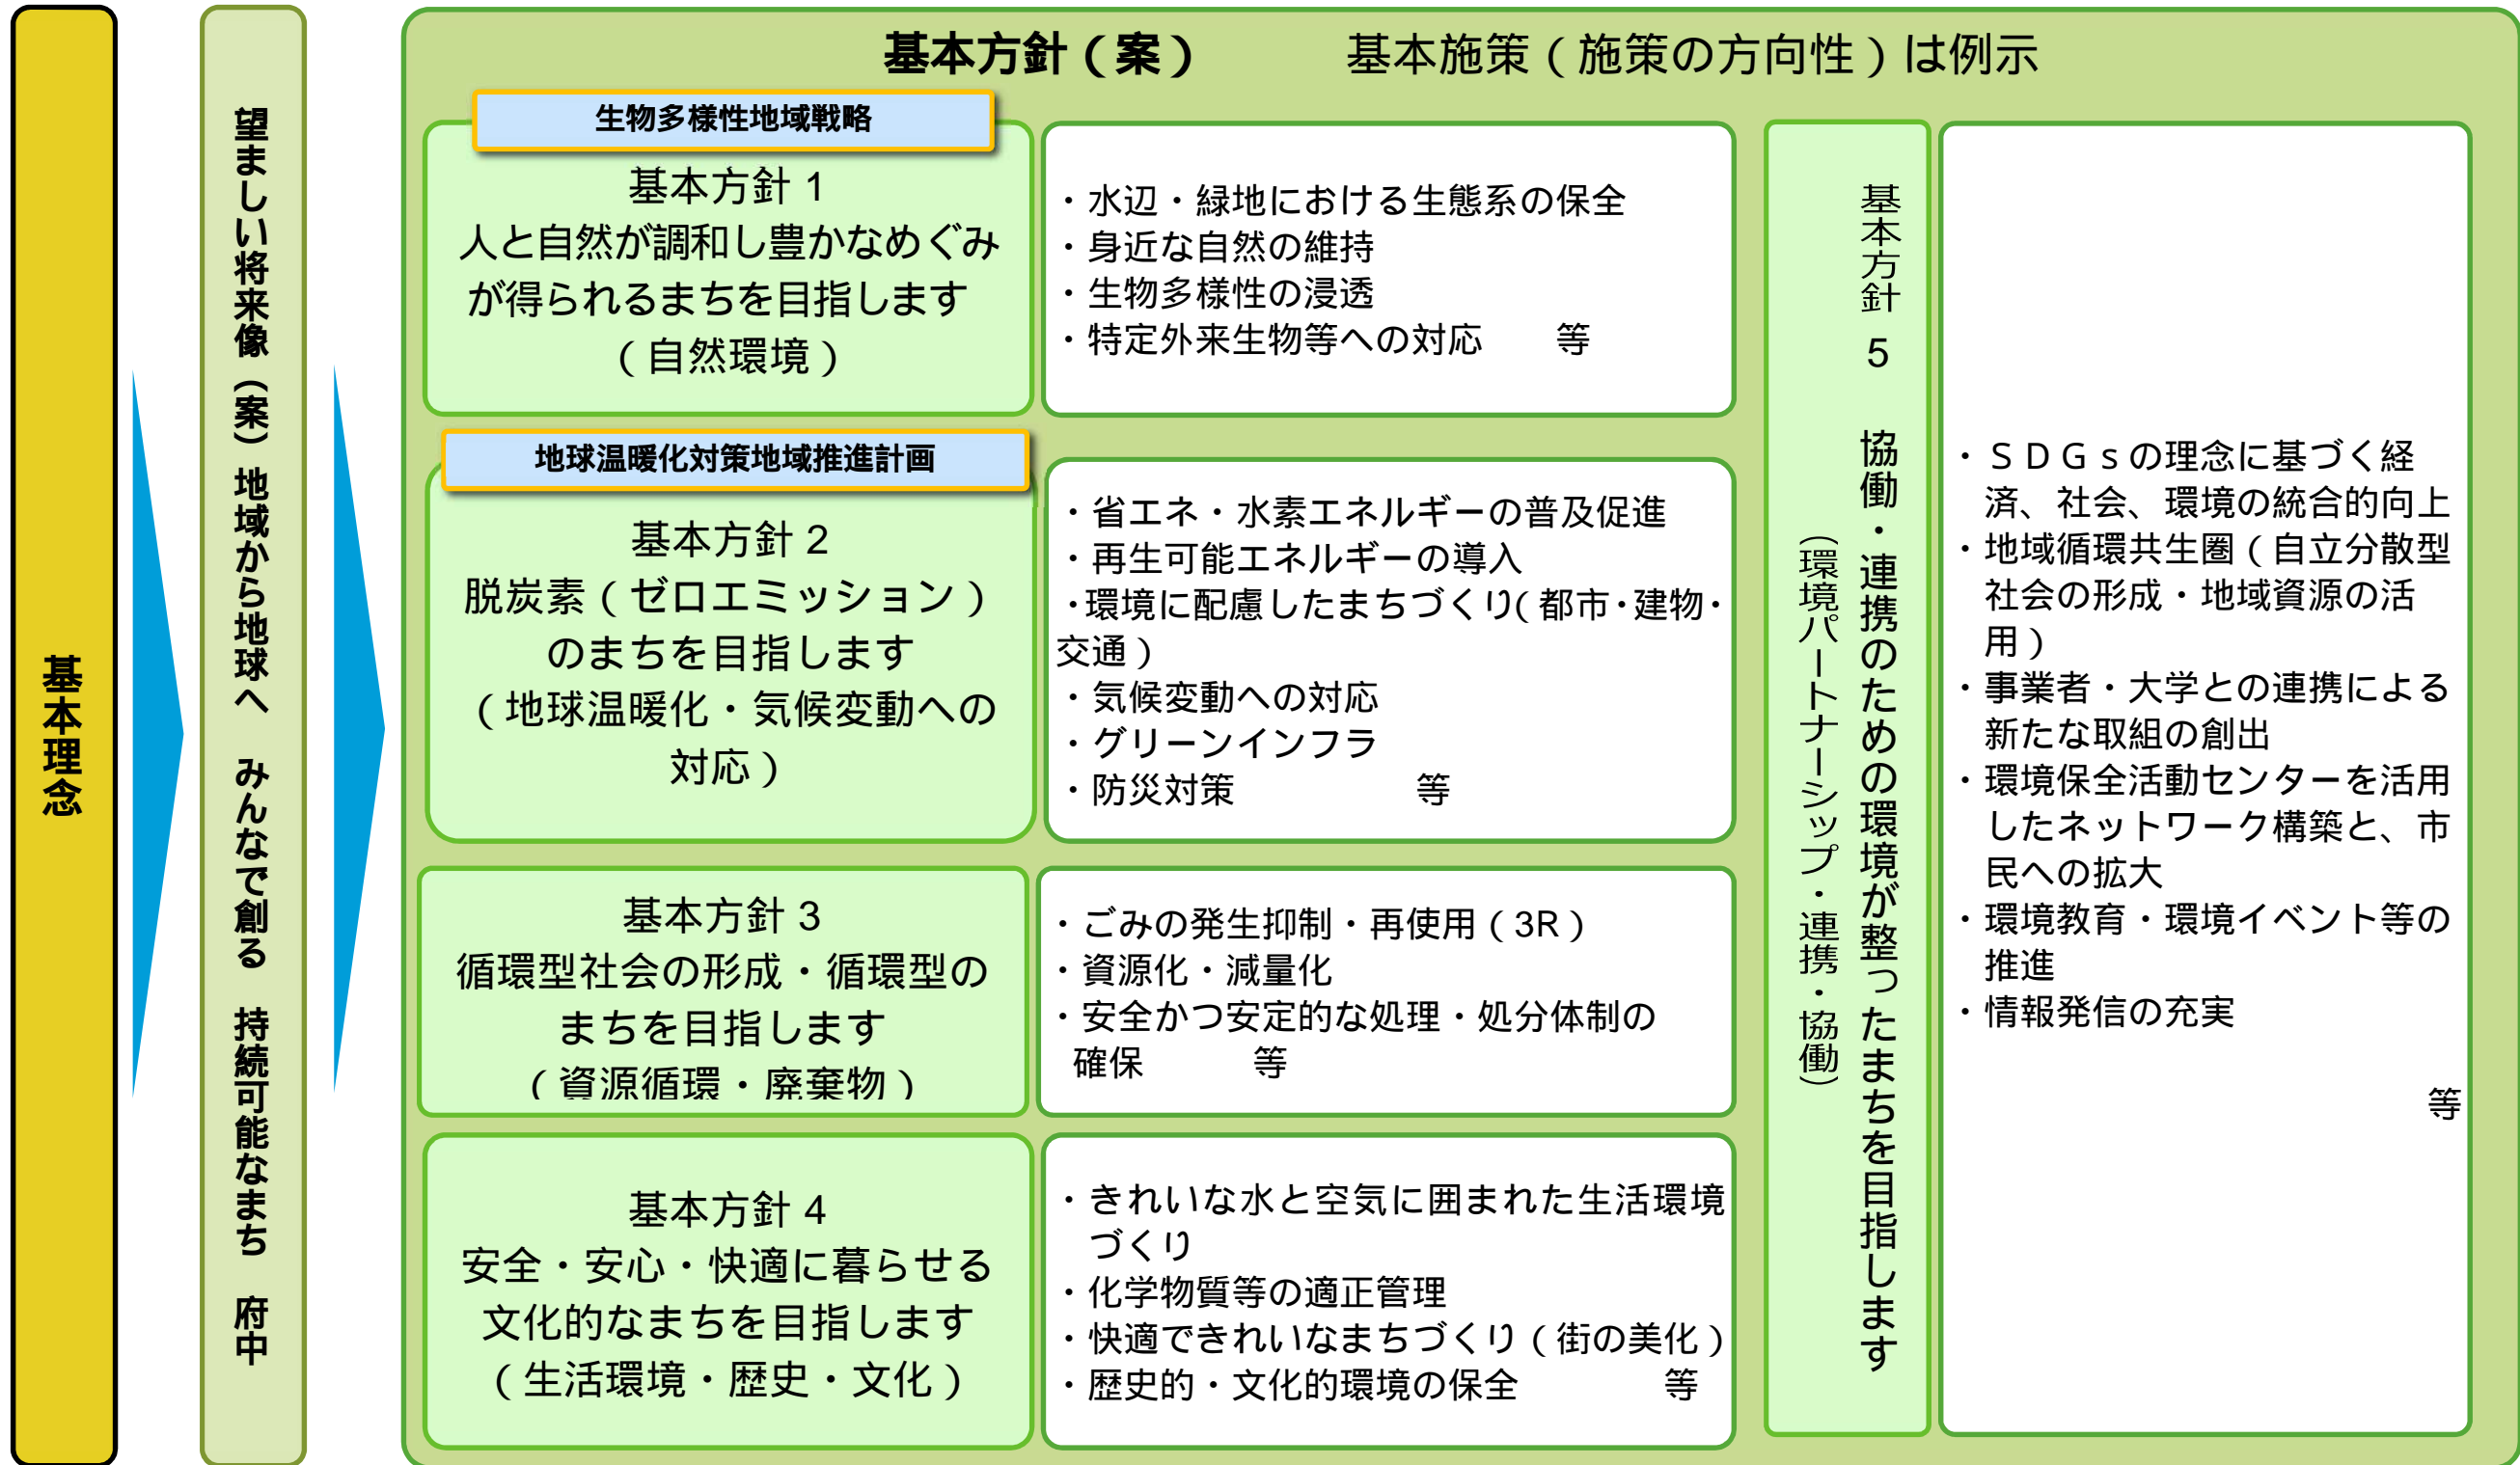 基本理念
望ましい将来像（案）地域から地球へ　みんなで創る　持続可能なまち　府中
基本方針（案）　　　基本施策（施策の方向性）は例示
生物多様性地域戦略
基本方針 1
人と自然が調和し豊かなめぐみ
が得られるまちを目指します
（自然環境）
・水辺・緑地における生態系の保全
・身近な自然の維持
・生物多様性の浸透
・特定外来生物等への対応　　等
地球温暖化対策地域推進計画
基本方針 2
脱炭素（ゼロエミッション）
のまちを目指します
（地球温暖化・気候変動への
対応）
・省エネ・水素エネルギーの普及促進
・再生可能エネルギーの導入
・環境に配慮したまちづくり（都市・建物・
交通）
・気候変動への対応
・グリーンインフラ
・防災対策　　　　　等
基本方針 3
循環型社会の形成・循環型の
まちを目指します
（資源循環・廃棄物）
・ごみの発生抑制・再使用（3R）
・資源化・減量化
・安全かつ安定的な処理・処分体制の
確保　　　等
基本方針 4
安全・安心・快適に暮らせる
文化的なまちを目指します
（生活環境・歴史・文化）
・きれいな水と空気に囲まれた生活環境
づくり
・化学物質等の適正管理
・快適できれいなまちづくり（街の美化）
・歴史的・文化的環境の保全　　　　等
基本方針 5　協働・連携のための環境が整ったまちを目指します
（環境パートナーシップ・連携・協働）
・ＳＤＧｓの理念に基づく経
済、社会、環境の統合的向上
・地域循環共生圏（自立分散型
社会の形成・地域資源の活
用）
・事業者・大学との連携による
新たな取組の創出
・環境保全活動センターを活用
したネットワーク構築と、市
民への拡大
・環境教育・環境イベント等の
推進
・情報発信の充実
等